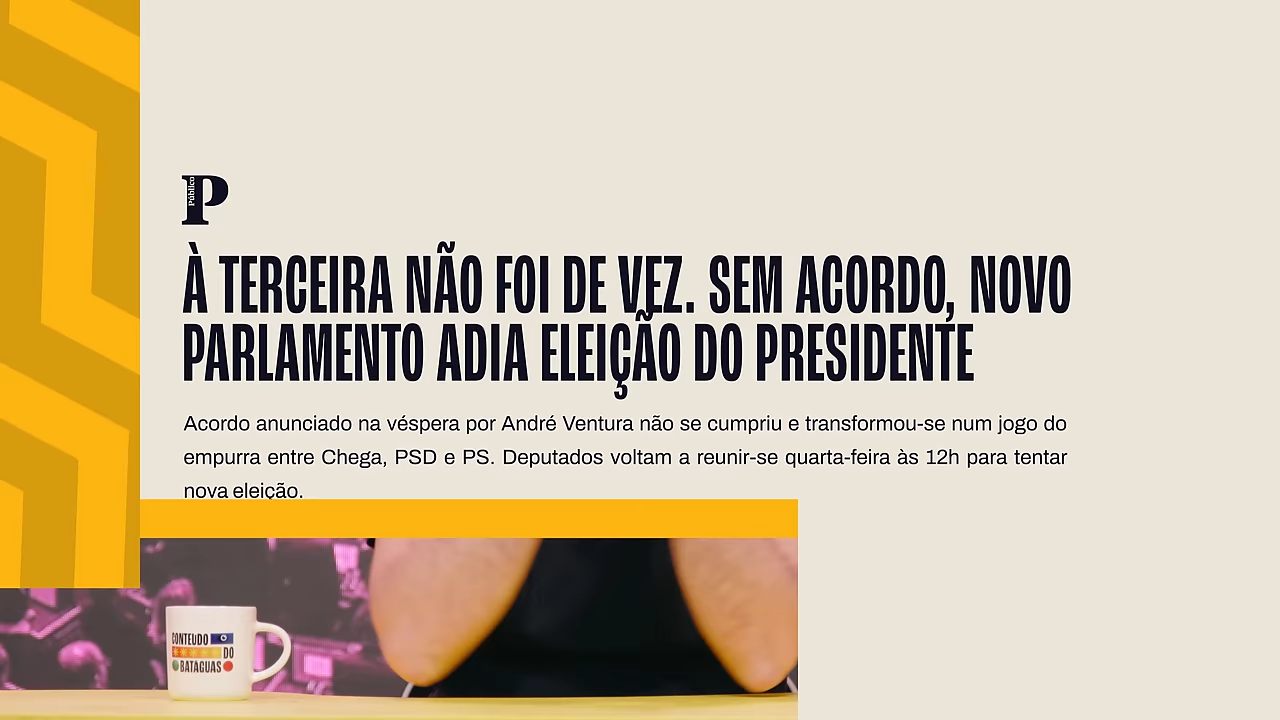 Público
P
À TERCEIRA NÃO FOI DE VEZ. SEM ACORDO, NOVO
PARLAMENTO ADIA ELEIÇÃO DO PRESIDENTE
Acordo anunciado na véspera por André Ventura não se cumpriu e transformou-se num jogo do
empurra entre Chega, PSD e PS. Deputados voltam a reunir-se quarta-feira às 12h para tentar
nova eleição.
CONTEÚDO
DO
BATÁGUAS